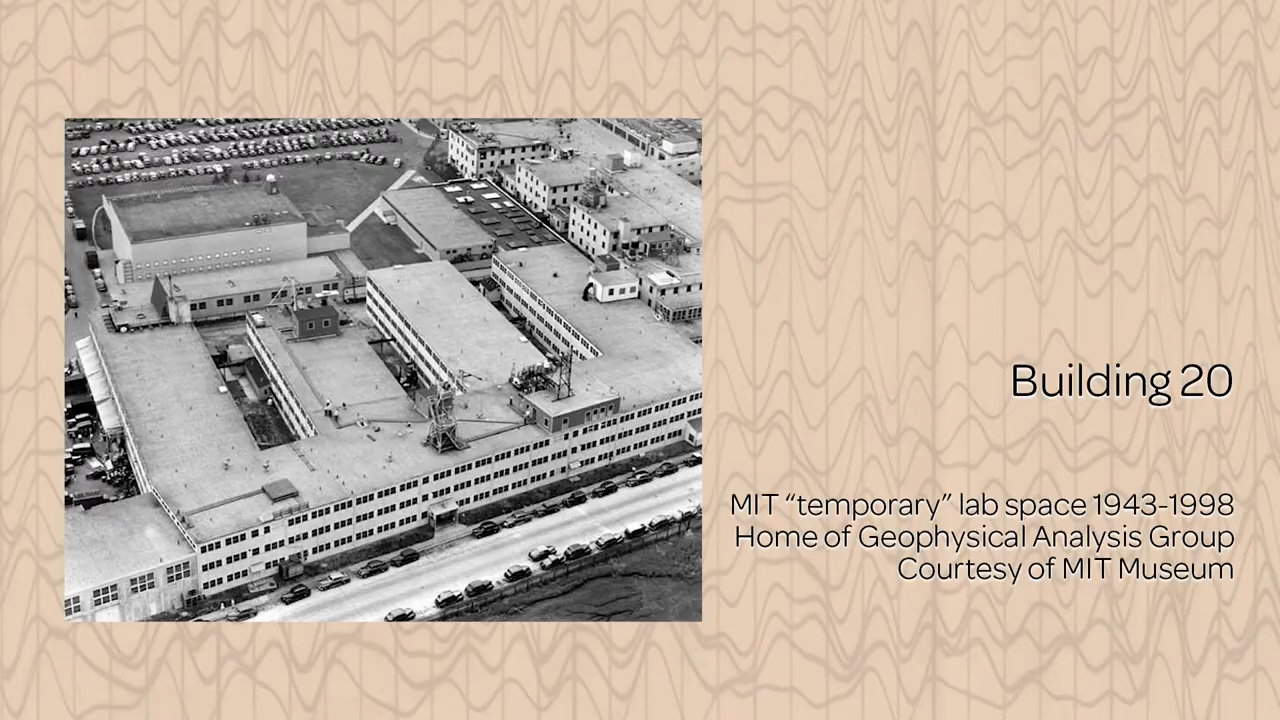 Building 20
MIT “temporary” lab space 1943-1998
Home of Geophysical Analysis Group
Courtesy of MIT Museum